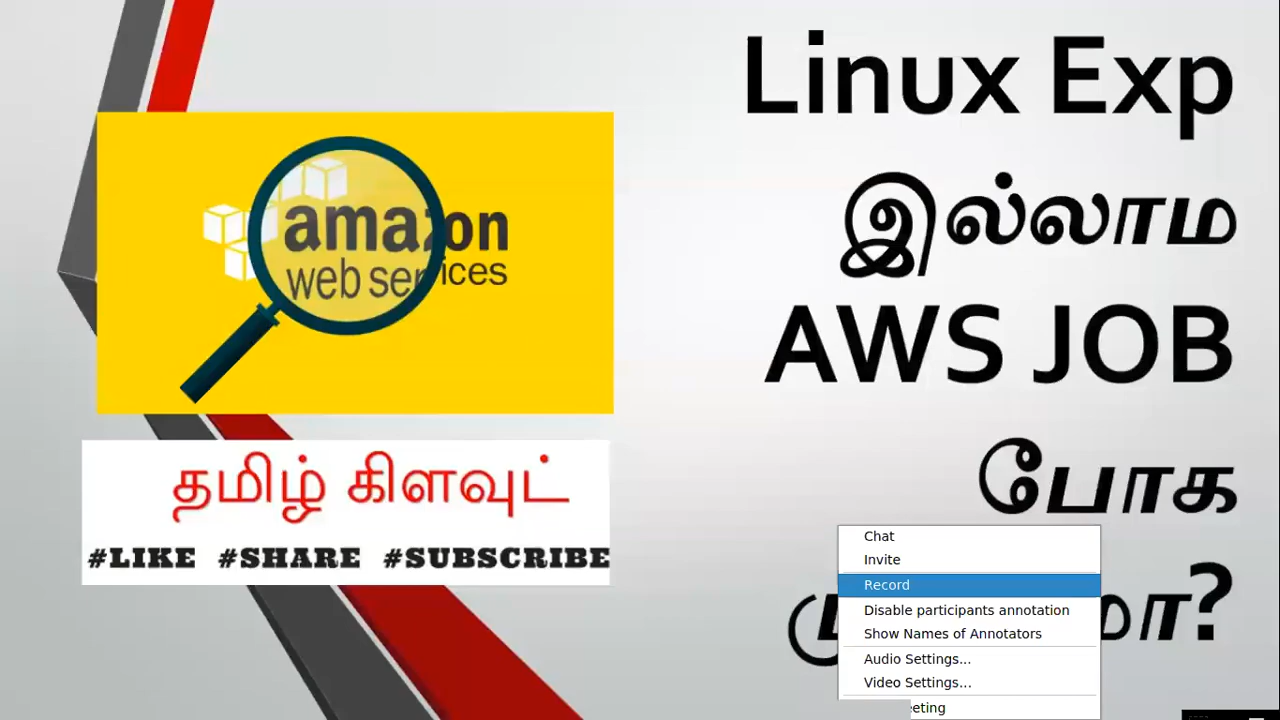 Linux Exp
இல்லாம
AWS JOB
போக
மா?
amazon
web services
தமிழ் கிளவுட்
#LIKE #SHARE #SUBSCRIBE
Chat
Invite
Record
Disable participants annotation
Show Names of Annotators
Audio Settings...
Video Settings...
eeting